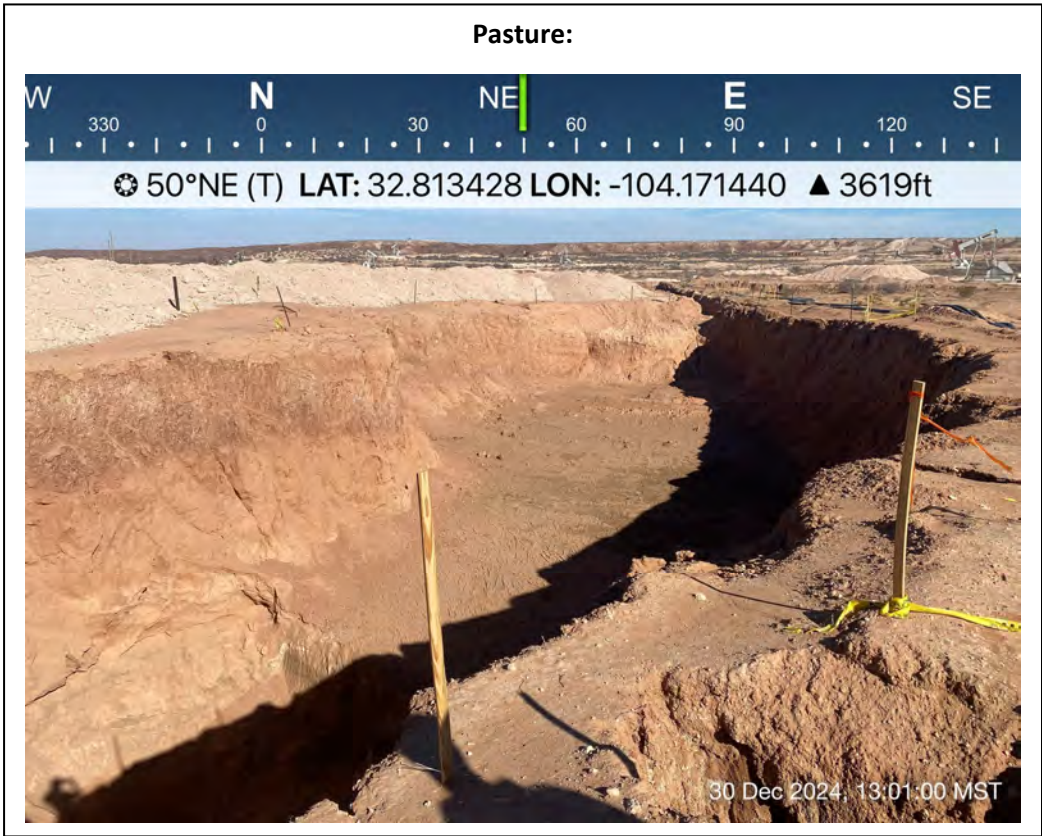 Pasture:
W N NE E SE
330 0 30 60 90 120
50°NE (T) LAT: 32.813428 LON: -104.171440 ▲ 3619ft
30 Dec 2024, 13:01:00 MST